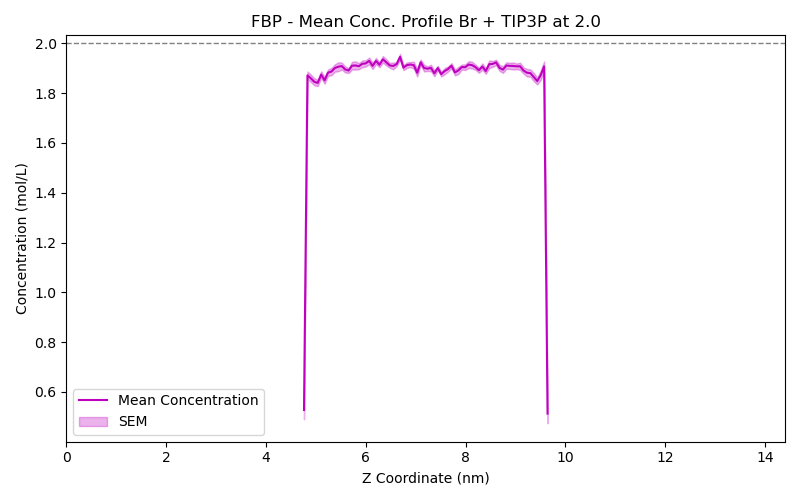 FBP - Mean Conc. Profile Br + TIP3P at 2.0
Concentration (mol/L)
2.0
1.8
1.6
1.4
1.2
1.0
0.8
0.6
Mean Concentration
SEM
0 2 4 6 8 10 12 14
Z Coordinate (nm)